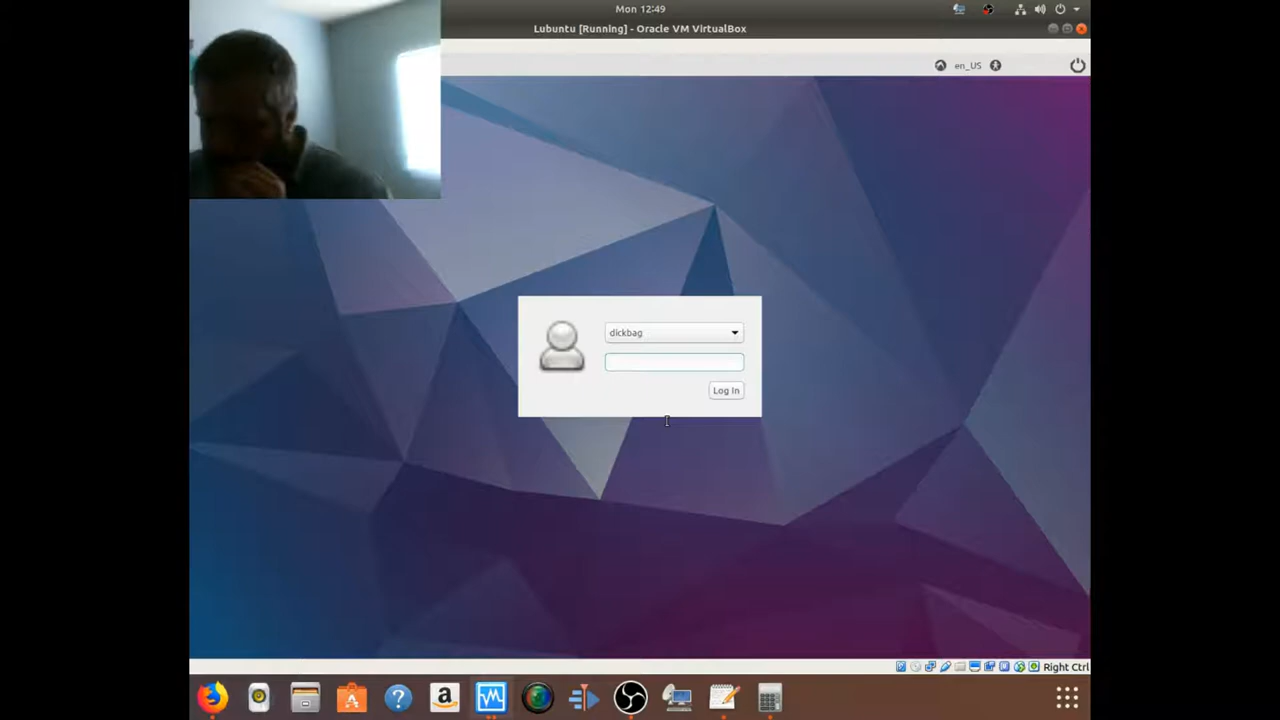 Mon 12:49
Lubuntu [Running] - Oracle VM VirtualBox
en_US
dickbag
Log In
Right Ctrl